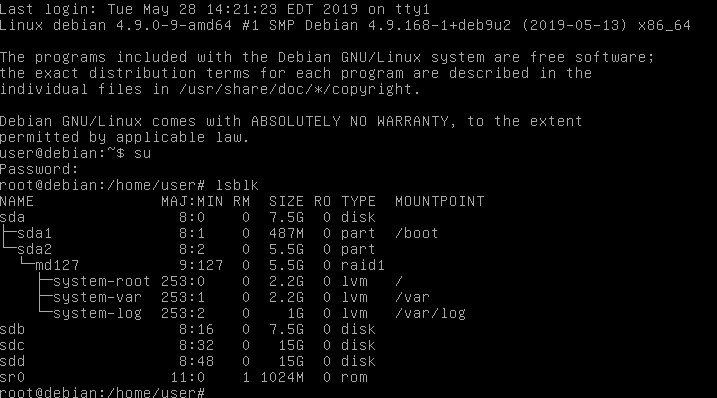 Last login: Tue May 28 14:21:23 EDT 2019 on tty1
Linux debian 4.9.0-9-amd64 #1 SMP Debian 4.9.168-1+deb9u2 (2019-05-13) x86_64

The programs included with the Debian GNU/Linux system are free software;
the exact distribution terms for each program are described in the
individual files in /usr/share/doc/*/copyright.

Debian GNU/Linux comes with ABSOLUTELY NO WARRANTY, to the extent
permitted by applicable law.
user@debian:~$ su
Password:
root@debian:/home/user# lsblk
NAME              MAJ:MIN RM  SIZE RO TYPE  MOUNTPOINT
sda                 8:0    0  7.5G  0 disk
├─sda1              8:1    0  487M  0 part  /boot
└─sda2              8:2    0  5.5G  0 part
  └─md127           9:127  0  5.5G  0 raid1
    ├─system-root 253:0    0  2.2G  0 lvm   /
    ├─system-var  253:1    0  2.2G  0 lvm   /var
    └─system-log  253:2    0    1G  0 lvm   /var/log
sdb                 8:16   0  7.5G  0 disk
sdc                 8:32   0   15G  0 disk
sdd                 8:48   0   15G  0 disk
sr0                11:0    1 1024M  0 rom
root@debian:/home/user#